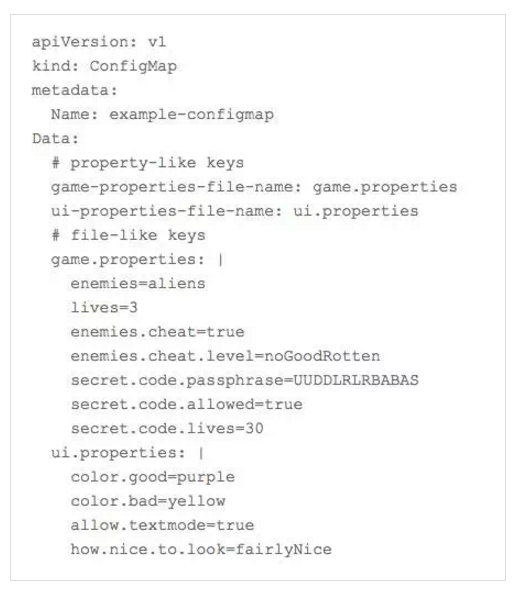 apiVersion: v1
kind: ConfigMap
metadata:
  Name: example-configmap
Data:
  # property-like keys
  game-properties-file-name: game.properties
  ui-properties-file-name: ui.properties
  # file-like keys
  game.properties: |
    enemies=aliens
    lives=3
    enemies.cheat=true
    enemies.cheat.level=noGoodRotten
    secret.code.passphrase=UUDDLRLRBABAS
    secret.code.allowed=true
    secret.code.lives=30
  ui.properties: |
    color.good=purple
    color.bad=yellow
    allow.textmode=true
    how.nice.to.look=fairlyNice